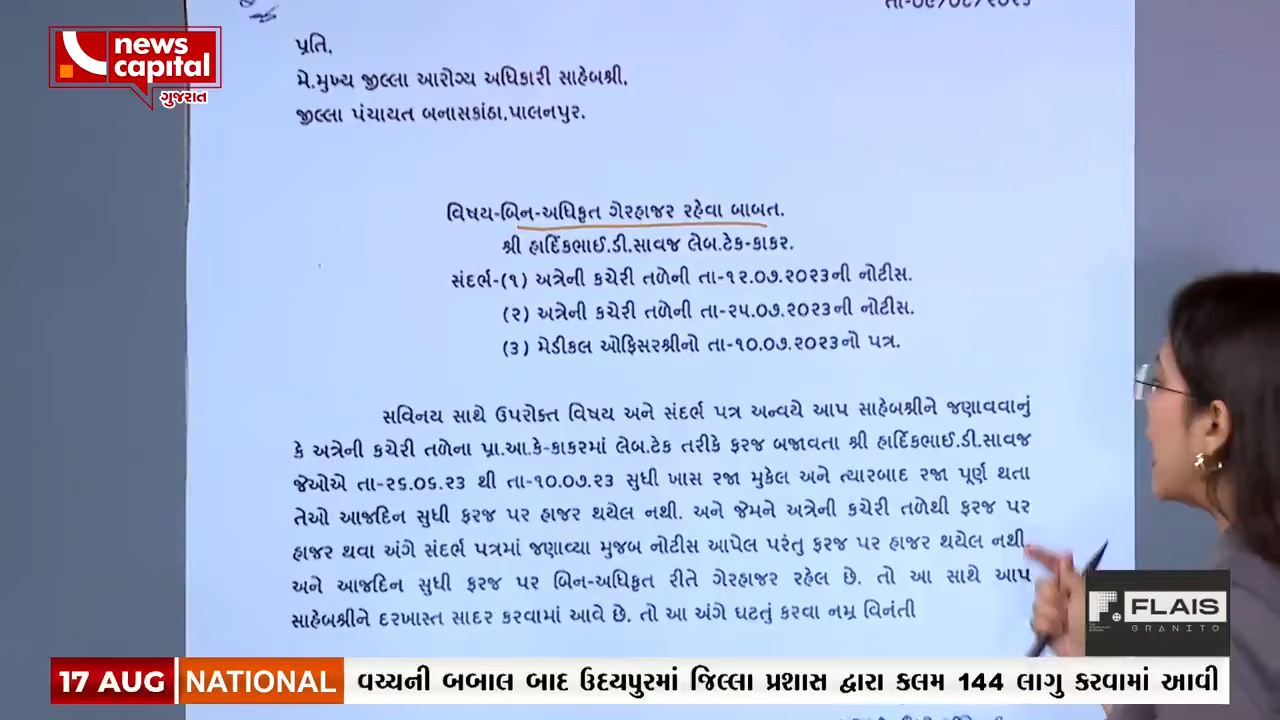 news
capital
ગુજરાત
પ્રતિ,
મે.મુખ્ય જીલ્લા આરોગ્ય અધિકારી સાહેબશ્રી,
જીલ્લા પંચાયત બનાસકાંઠા,પાલનપુર.
વિષય-બિન-અધિકૃત ગેરહાજર રહેવા બાબત.
શ્રી હાર્દિકભાઈ.ડી.સાવજ લેબ.ટેક-કાકર.
સંદર્ભ-(૧) અત્રેની કચેરી તળેની તા-૧૨.૦૭.૨૦૨૩ની નોટીસ.
(૨) અત્રેની કચેરી તળેની તા-૨૫.૦૭.૨૦૨૩ની નોટીસ.
(૩) મેડીકલ ઓફિસરશ્રીનો તા-૧૦.૦૭.૨૦૨૩નો પત્ર.
સવિનય સાથે ઉપરોક્ત વિષય અને સંદર્ભ પત્ર અન્વયે આપ સાહેબશ્રીને જણાવવાનું
કે અત્રેની કચેરી તળેના પ્રા.આ.કે-કાકરમાં લેબ.ટેક તરીકે ફરજ બજાવતા શ્રી હાર્દિકભાઈ.ડી.સાવજ
જેઓએ તા-૨૬.૦૬.૨૩ થી તા-૧૦.૦૭.૨૩ સુધી ખાસ રજા મુકેલ અને ત્યારબાદ રજા પૂર્ણ થતા
તેઓ આજદિન સુધી ફરજ પર હાજર થયેલ નથી. અને જેમને અત્રેની કચેરી તળેથી ફરજ પર
હાજર થવા અંગે સંદર્ભ પત્રમાં જણાવ્યા મુજબ નોટીસ આપેલ પરંતુ ફરજ પર હાજર થયેલ નથી
અને આજદિન સુધી ફરજ પર બિન-અધિકૃત રીતે ગેરહાજર રહેલ છે. તો આ સાથે આપ
સાહેબશ્રીને દરખાસ્ત સાદર કરવામાં આવે છે. તો આ અંગે ઘટતું કરવા નમ્ર વિનંતી
FLAIS
GRANITO
17 AUG NATIONAL વચ્ચની બબાલ બાદ ઉદયપુરમાં જિલ્લા પ્રશાસ દ્વારા કલમ 144 લાગુ કરવામાં આવી